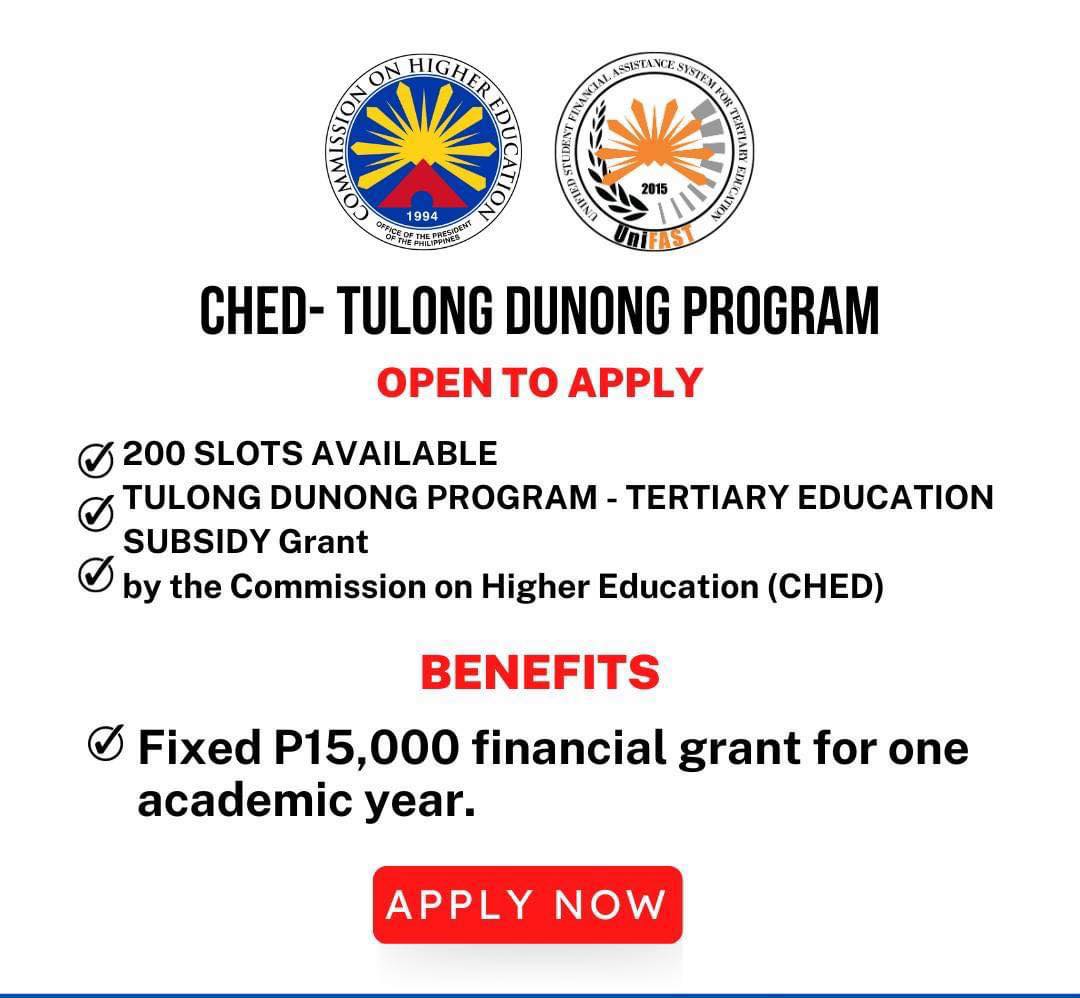 COMMISSION ON HIGHER EDUCATION
1994
OFFICE OF THE PRESIDENT
OF THE PHILIPPINES
UNIFIED STUDENT FINANCIAL ASSISTANCE SYSTEM FOR TERTIARY EDUCATION
2015
UniFAST
CHED- TULONG DUNONG PROGRAM
OPEN TO APPLY
200 SLOTS AVAILABLE
TULONG DUNONG PROGRAM - TERTIARY EDUCATION
SUBSIDY Grant
by the Commission on Higher Education (CHED)
BENEFITS
Fixed P15,000 financial grant for one
academic year.
APPLY NOW